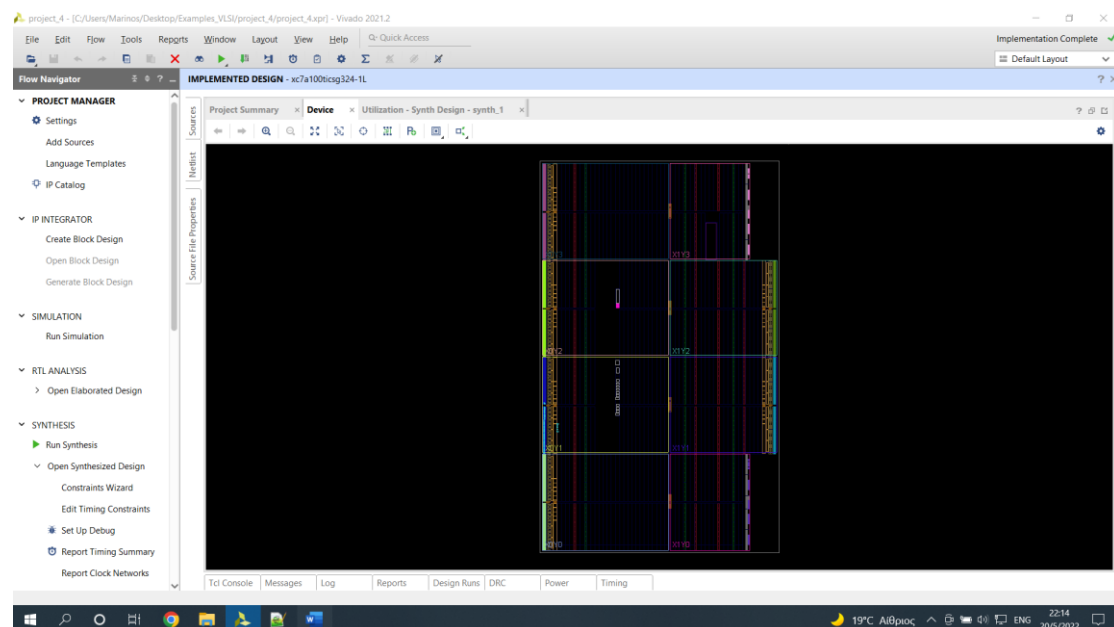 project_4 - [C:/Users/Marinos/Desktop/Examples_VLSI/project_4/project_4.xpr] - Vivado 2021.2
File Edit Flow Tools Reports Window Layout View Help Quick Access
Implementation Complete
Default Layout
Flow Navigator
IMPLEMENTED DESIGN - xc7a100ticsg324-1L
PROJECT MANAGER
Settings
Add Sources
Language Templates
IP Catalog
IP INTEGRATOR
Create Block Design
Open Block Design
Generate Block Design
SIMULATION
Run Simulation
RTL ANALYSIS
Open Elaborated Design
SYNTHESIS
Run Synthesis
Open Synthesized Design
Constraints Wizard
Edit Timing Constraints
Set Up Debug
Report Timing Summary
Report Clock Networks
Sources
Netlist
Source File Properties
Project Summary
Device
Utilization - Synth Design - synth_1
X1Y3
X1Y2
X1Y1
X1Y0
Tcl Console Messages Log Reports Design Runs DRC Power Timing
19°C Αίθριος
ENG
22:14
20/5/2022